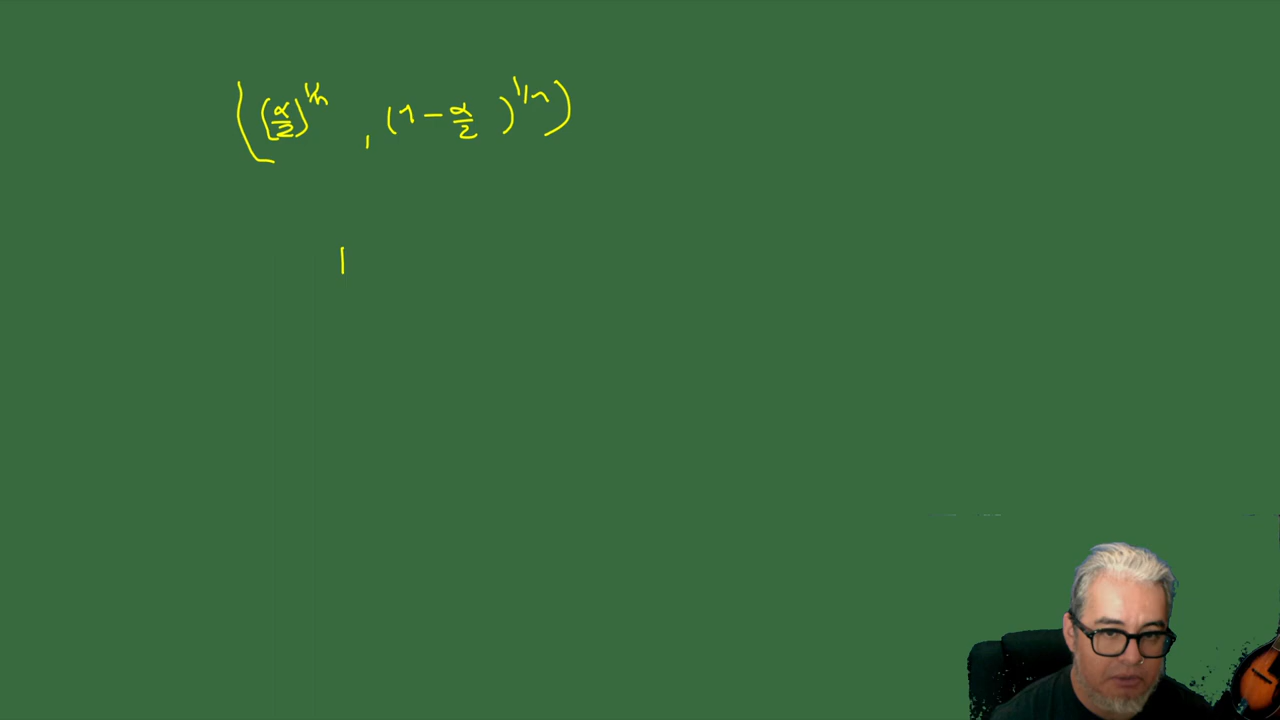 ((α/2)^{1/n} , (1 − α/2)^{1/n})
|